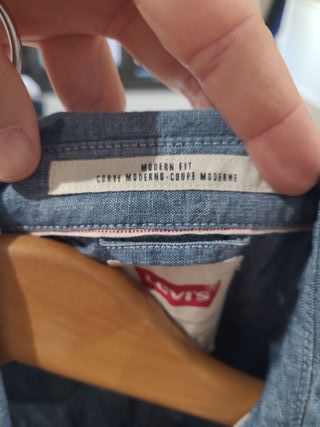 MODERN FIT
CORTE MODERNO-COUPE MODERNE
LEVI'S